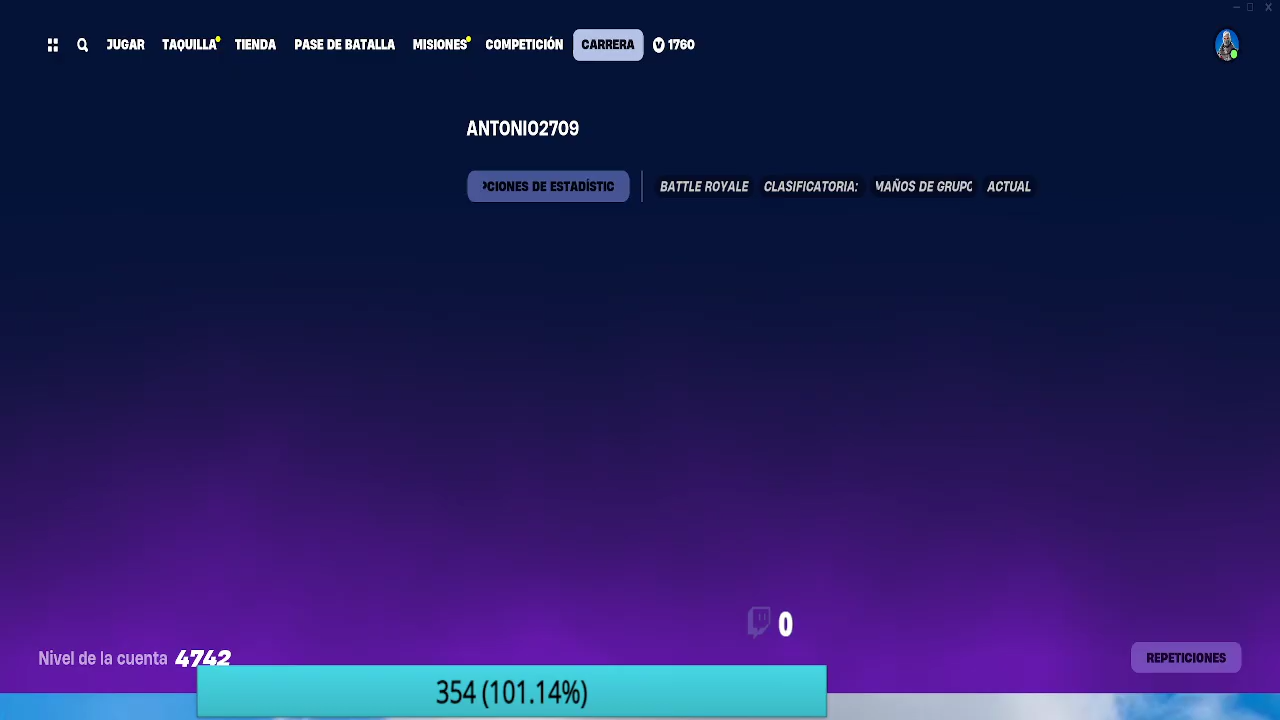 JUGAR TAQUILLA TIENDA PASE DE BATALLA MISIONES COMPETICIÓN CARRERA V 1760
ANTONIO2709
CIONES DE ESTADÍSTIC BATTLE ROYALE CLASIFICATORIA: MAÑOS DE GRUPO ACTUAL
0
Nivel de la cuenta 4742 REPETICIONES
354 (101.14%)